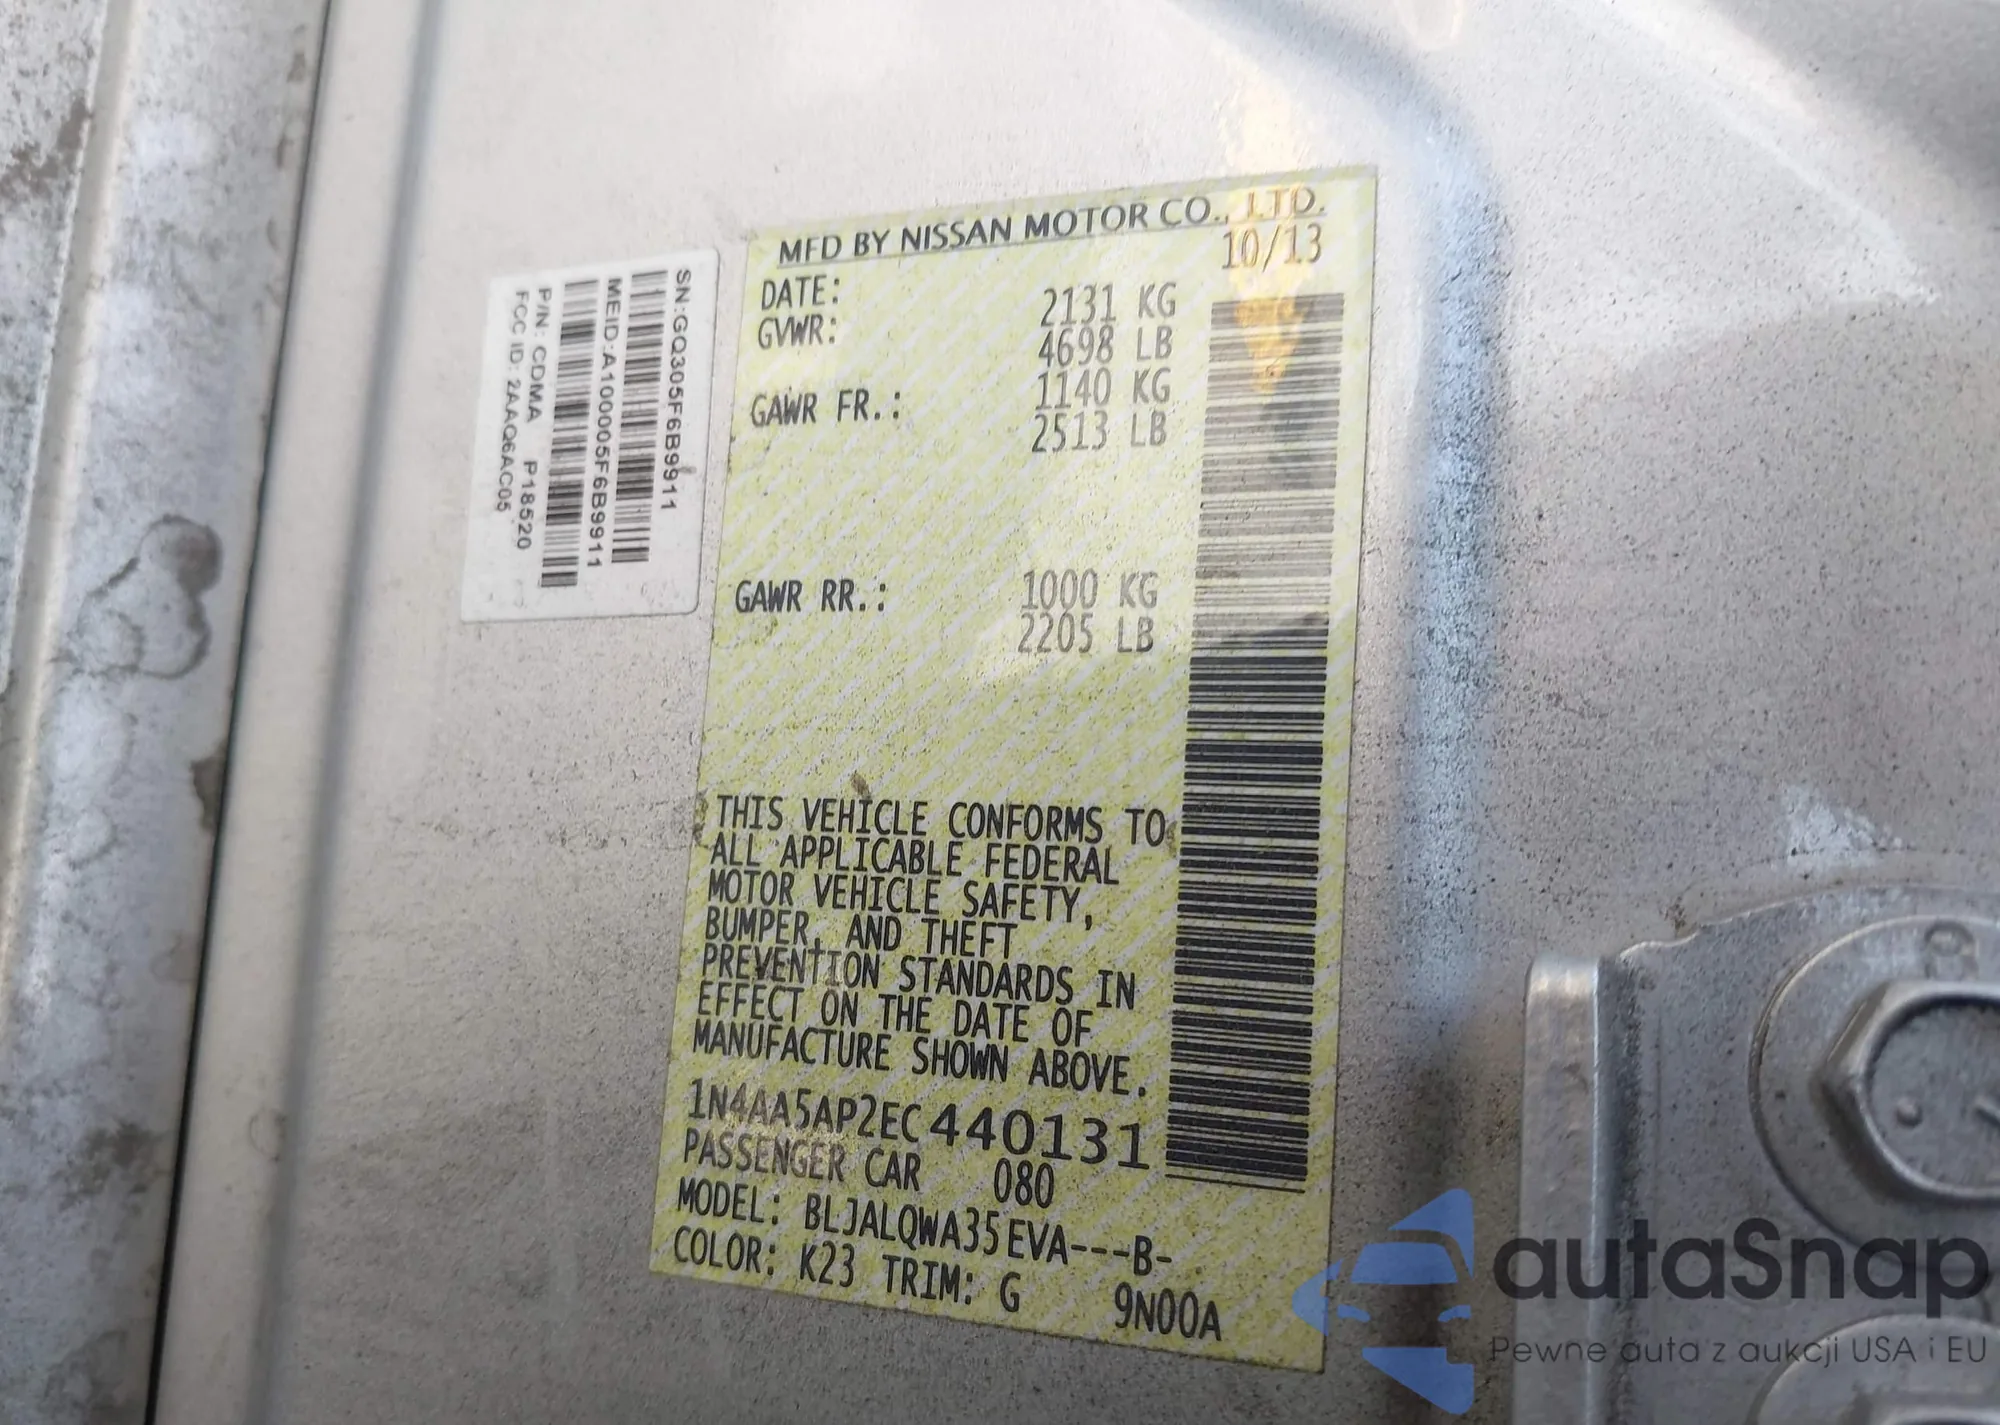 SN:GQ305F6B9911
MEID:A100005F6B9911
P/N: CDMA P18520
FCC ID: 2AAQ6AC05
MFD BY NISSAN MOTOR CO., LTD.
DATE: 10/13
GVWR: 2131 KG
4698 LB
GAWR FR.: 1140 KG
2513 LB
GAWR RR.: 1000 KG
2205 LB
THIS VEHICLE CONFORMS TO
ALL APPLICABLE FEDERAL
MOTOR VEHICLE SAFETY,
BUMPER, AND THEFT
PREVENTION STANDARDS IN
EFFECT ON THE DATE OF
MANUFACTURE SHOWN ABOVE.
1N4AA5AP2EC440131
PASSENGER CAR 080
MODEL: BLJALQWA35EVA---B-
COLOR: K23 TRIM: G 9N00A
9
autaSnap
Pewne auta z aukcji USA i EU